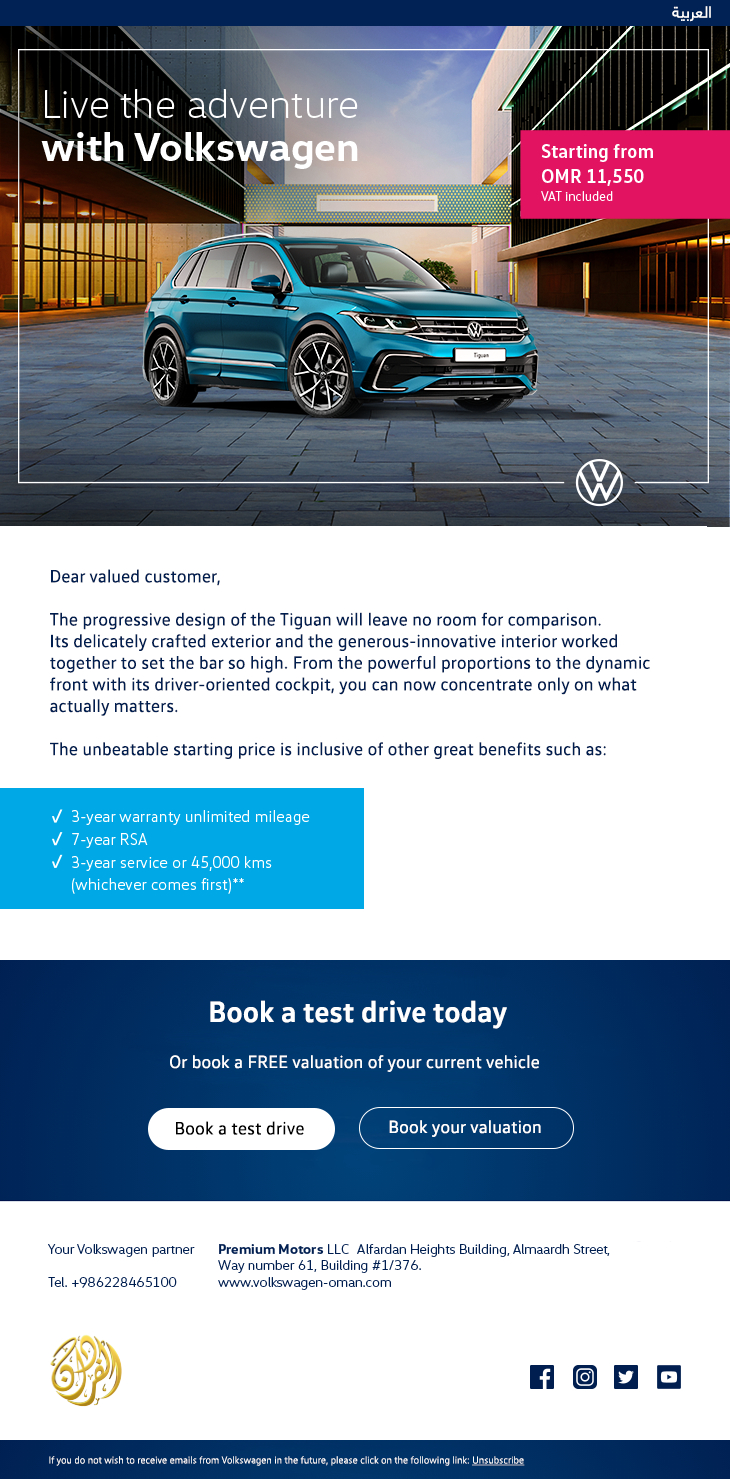 العربية
Live the adventure
with Volkswagen
Starting from
OMR 11,550
VAT Included
Tiguan
Dear valued customer,
The progressive design of the Tiguan will leave no room for comparison.
Its delicately crafted exterior and the generous-innovative interior worked
together to set the bar so high. From the powerful proportions to the dynamic
front with its driver-oriented cockpit, you can now concentrate only on what
actually matters.
The unbeatable starting price is inclusive of other great benefits such as:
✓ 3-year warranty unlimited mileage
✓ 7-year RSA
✓ 3-year service or 45,000 kms
(whichever comes first)**
Book a test drive today
Or book a FREE valuation of your current vehicle
Book a test drive
Book your valuation
Your Volkswagen partner
Tel. +986228465100
Premium Motors LLC Alfardan Heights Building, Almaardh Street,
Way number 61, Building #1/376.
www.volkswagen-oman.com
If you do not wish to receive emails from Volkswagen in the future, please click on the following link: Unsubscribe